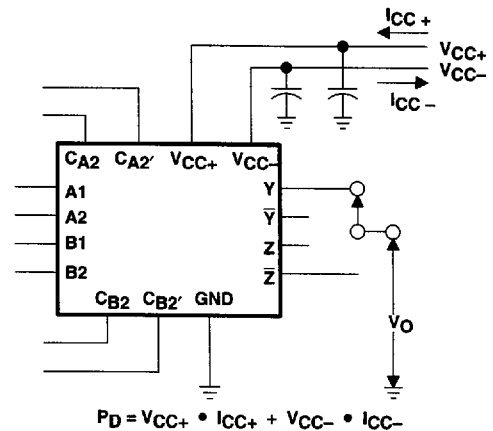 ICC+
VCC+
VCC–
ICC–
CA2 CA2′ VCC+ VCC–
A1 Y
A2 Y̅
B1 Z
B2 Z̅
CB2 CB2′ GND
VO
PD = VCC+ • ICC+ + VCC– • ICC–